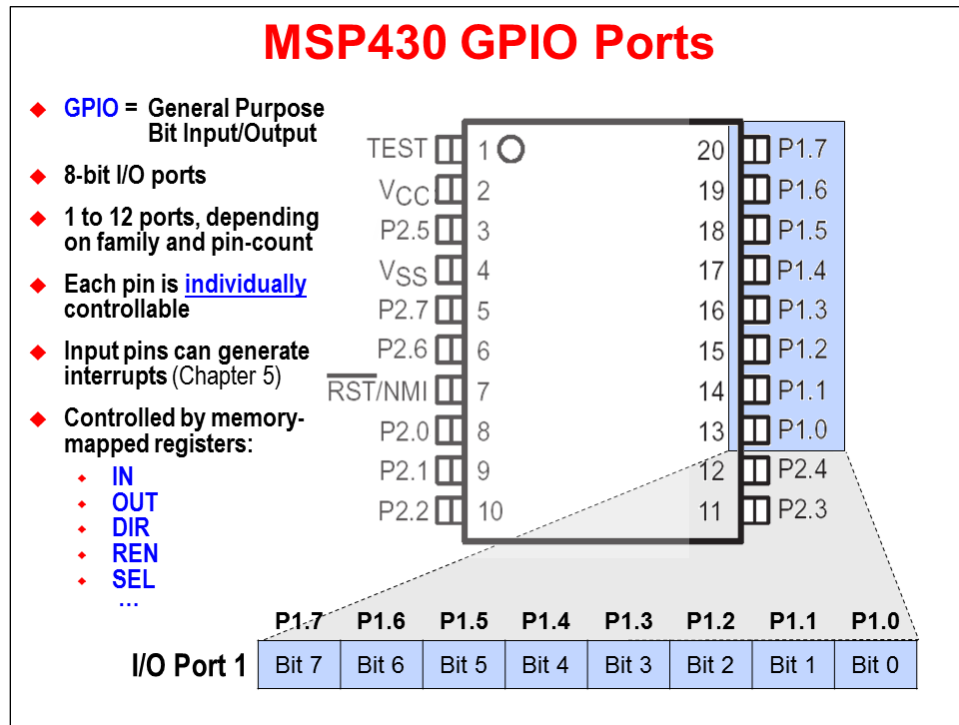 MSP430 GPIO Ports
GPIO = General Purpose
Bit Input/Output
8-bit I/O ports
1 to 12 ports, depending
on family and pin-count
Each pin is individually
controllable
Input pins can generate
interrupts (Chapter 5)
Controlled by memory-
mapped registers:
IN
OUT
DIR
REN
SEL
...
TEST 1 20 P1.7
VCC 2 19 P1.6
P2.5 3 18 P1.5
VSS 4 17 P1.4
P2.7 5 16 P1.3
P2.6 6 15 P1.2
RST/NMI 7 14 P1.1
P2.0 8 13 P1.0
P2.1 9 12 P2.4
P2.2 10 11 P2.3
P1.7 P1.6 P1.5 P1.4 P1.3 P1.2 P1.1 P1.0
I/O Port 1 Bit 7 Bit 6 Bit 5 Bit 4 Bit 3 Bit 2 Bit 1 Bit 0